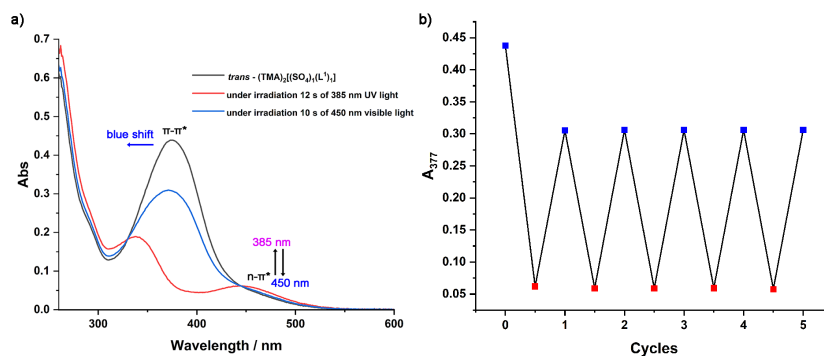 a)
0.7
0.6
0.5
0.4
0.3
0.2
0.1
0.0
Abs
300
400
500
600
Wavelength / nm
trans - (TMA)₂[(SO₄)₁(L¹)₁]
under irradiation 12 s of 385 nm UV light
under irradiation 10 s of 450 nm visible light
π-π*
blue shift
385 nm
n-π*
450 nm
b)
0.45
0.40
0.35
0.30
0.25
0.20
0.15
0.10
0.05
A₃₇₇
0
1
2
3
4
5
Cycles